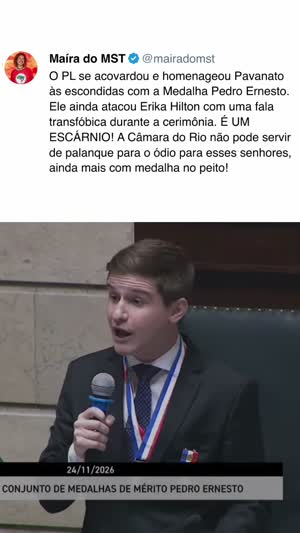 Maíra do MST @mairadomst
O PL se acovardou e homenageou Pavanato
às escondidas com a Medalha Pedro Ernesto.
Ele ainda atacou Erika Hilton com uma fala
transfóbica durante a cerimônia. É UM
ESCÁRNIO! A Câmara do Rio não pode servir
de palanque para o ódio para esses senhores,
ainda mais com medalha no peito!
24/11/2026
CONJUNTO DE MEDALHAS DE MÉRITO PEDRO ERNESTO